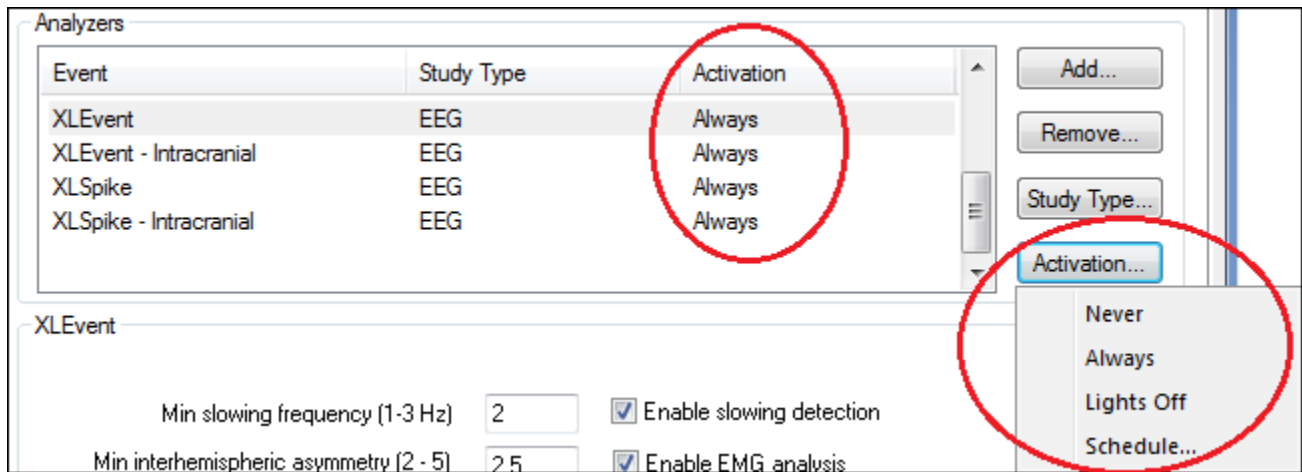 Analyzers
Event Study Type Activation Add...
XLEvent EEG Always
XLEvent - Intracranial EEG Always Remove...
XLSpike EEG Always
XLSpike - Intracranial EEG Always Study Type...
Activation...
Never
XLEvent
Always
Min slowing frequency (1-3 Hz) 2 Enable slowing detection Lights Off
Min interhemispheric asymmetry (2 - 5) 2.5 Enable EMG analysis Schedule...